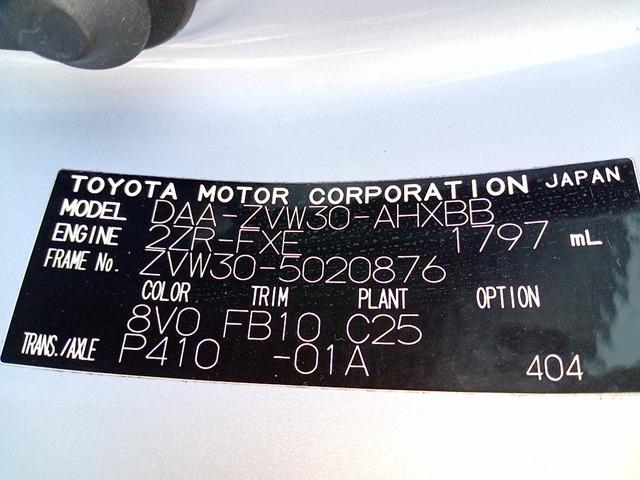 TOYOTA MOTOR CORPORATION JAPAN
MODEL DAA-ZVW30-AHXBB
ENGINE 2ZR-FXE 1797 mL
FRAME No. ZVW30-5020876
COLOR TRIM PLANT OPTION
8V0 FB10 C25
TRANS./AXLE P410 -01A 404